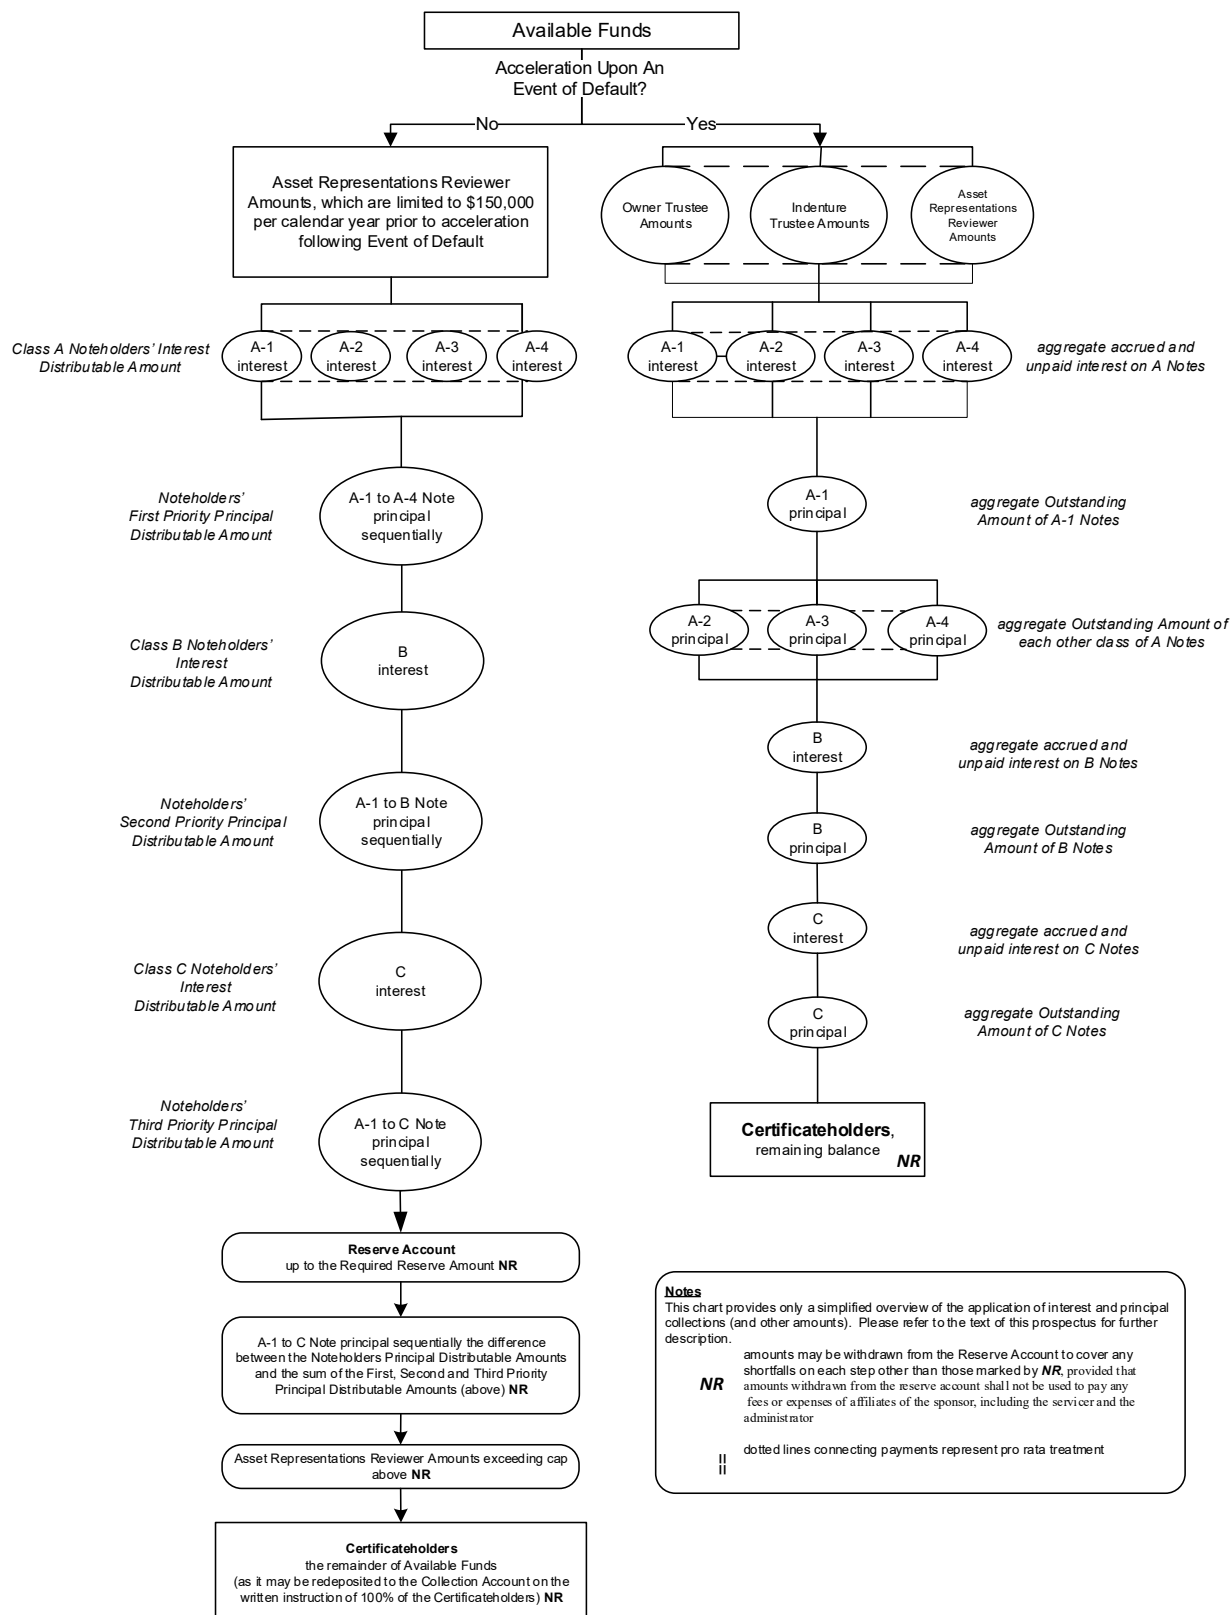 Available Funds
Acceleration Upon An
Event of Default?
No
Yes
Asset Representations Reviewer
Amounts, which are limited to $150,000
per calendar year prior to acceleration
following Event of Default
Owner Trustee
Amounts
Indenture
Trustee Amounts
Asset
Representations
Reviewer
Amounts
Class A Noteholders' Interest
Distributable Amount
A-1
interest
A-2
interest
A-3
interest
A-4
interest
A-1
interest
A-2
interest
A-3
interest
A-4
interest
aggregate accrued and
unpaid interest on A Notes
Noteholders'
First Priority Principal
Distributable Amount
A-1 to A-4 Note
principal
sequentially
A-1
principal
aggregate Outstanding
Amount of A-1 Notes
Class B Noteholders'
Interest
Distributable Amount
B
interest
A-2
principal
A-3
principal
A-4
principal
aggregate Outstanding Amount of
each other class of A Notes
B
interest
aggregate accrued and
unpaid interest on B Notes
Noteholders'
Second Priority Principal
Distributable Amount
A-1 to B Note
principal
sequentially
B
principal
aggregate Outstanding
Amount of B Notes
C
interest
aggregate accrued and
unpaid interest on C Notes
Class C Noteholders'
Interest
Distributable Amount
C
interest
C
principal
aggregate Outstanding
Amount of C Notes
Noteholders'
Third Priority Principal
Distributable Amount
A-1 to C Note
principal
sequentially
Certificateholders,
remaining balance
NR
Reserve Account
up to the Required Reserve Amount NR
A-1 to C Note principal sequentially the difference
between the Noteholders Principal Distributable Amounts
and the sum of the First, Second and Third Priority
Principal Distributable Amounts (above) NR
Asset Representations Reviewer Amounts exceeding cap
above NR
Certificateholders
the remainder of Available Funds
(as it may be redeposited to the Collection Account on the
written instruction of 100% of the Certificateholders) NR
Notes
This chart provides only a simplified overview of the application of interest and principal
collections (and other amounts). Please refer to the text of this prospectus for further
description.
NR
amounts may be withdrawn from the Reserve Account to cover any
shortfalls on each step other than those marked by NR, provided that
amounts withdrawn from the reserve account shall not be used to pay any
fees or expenses of affiliates of the sponsor, including the servicer and the
administrator
dotted lines connecting payments represent pro rata treatment